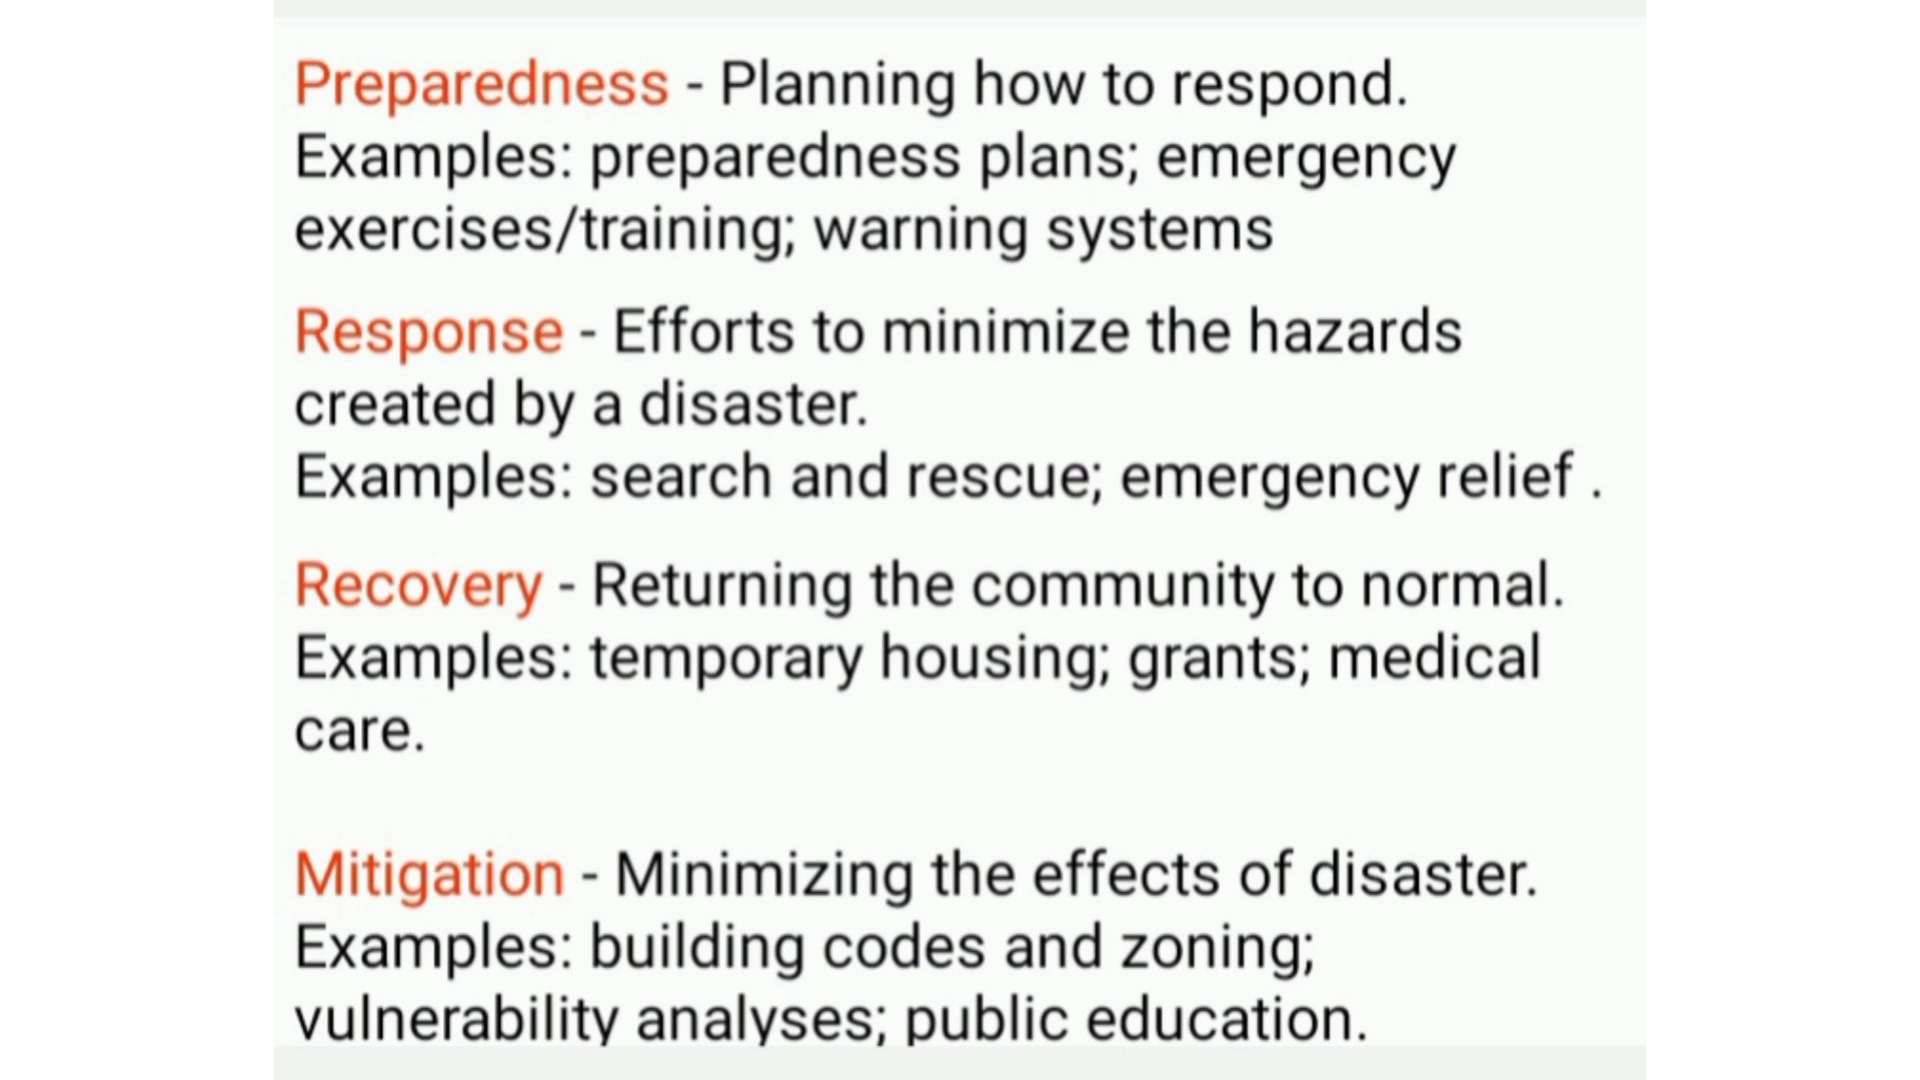 Preparedness - Planning how to respond.
Examples: preparedness plans; emergency
exercises/training; warning systems
Response - Efforts to minimize the hazards
created by a disaster.
Examples: search and rescue; emergency relief .
Recovery - Returning the community to normal.
Examples: temporary housing; grants; medical
care.
Mitigation - Minimizing the effects of disaster.
Examples: building codes and zoning;
vulnerability analyses; public education.